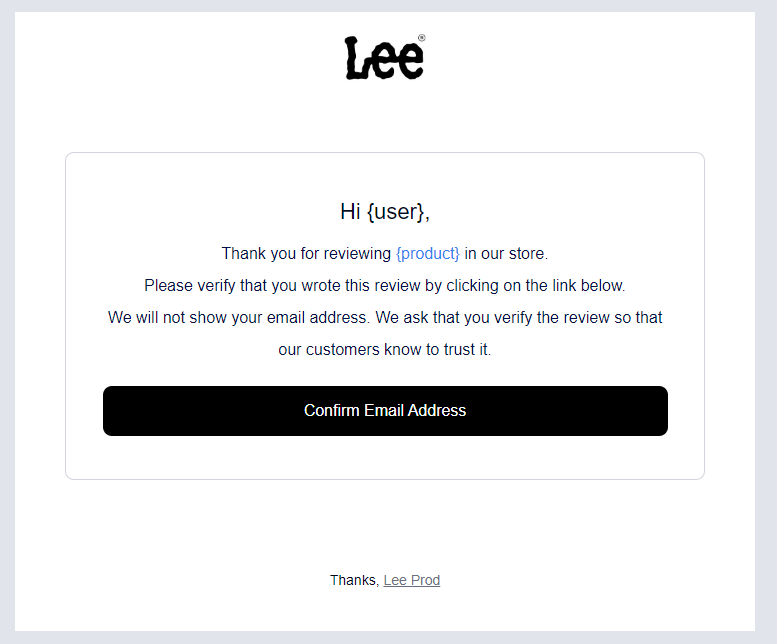 Lee®
Hi {user},
Thank you for reviewing {product} in our store.
Please verify that you wrote this review by clicking on the link below.
We will not show your email address. We ask that you verify the review so that
our customers know to trust it.
Confirm Email Address
Thanks, Lee Prod